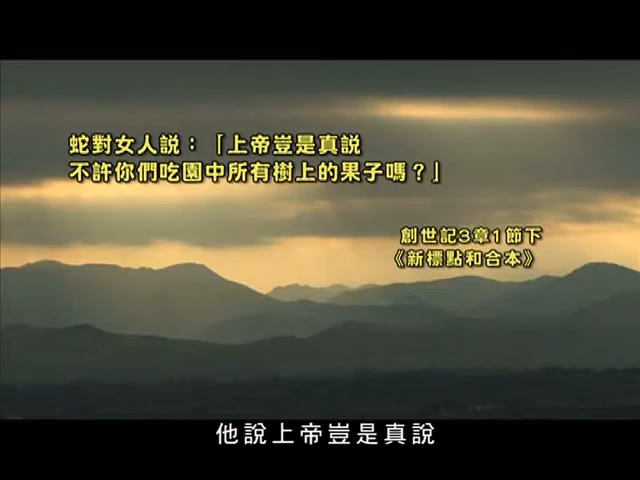 蛇對女人説：「上帝豈是真説
不許你們吃園中所有樹上的果子嗎？」
創世記3章1節下
《新標點和合本》
他說上帝豈是真說